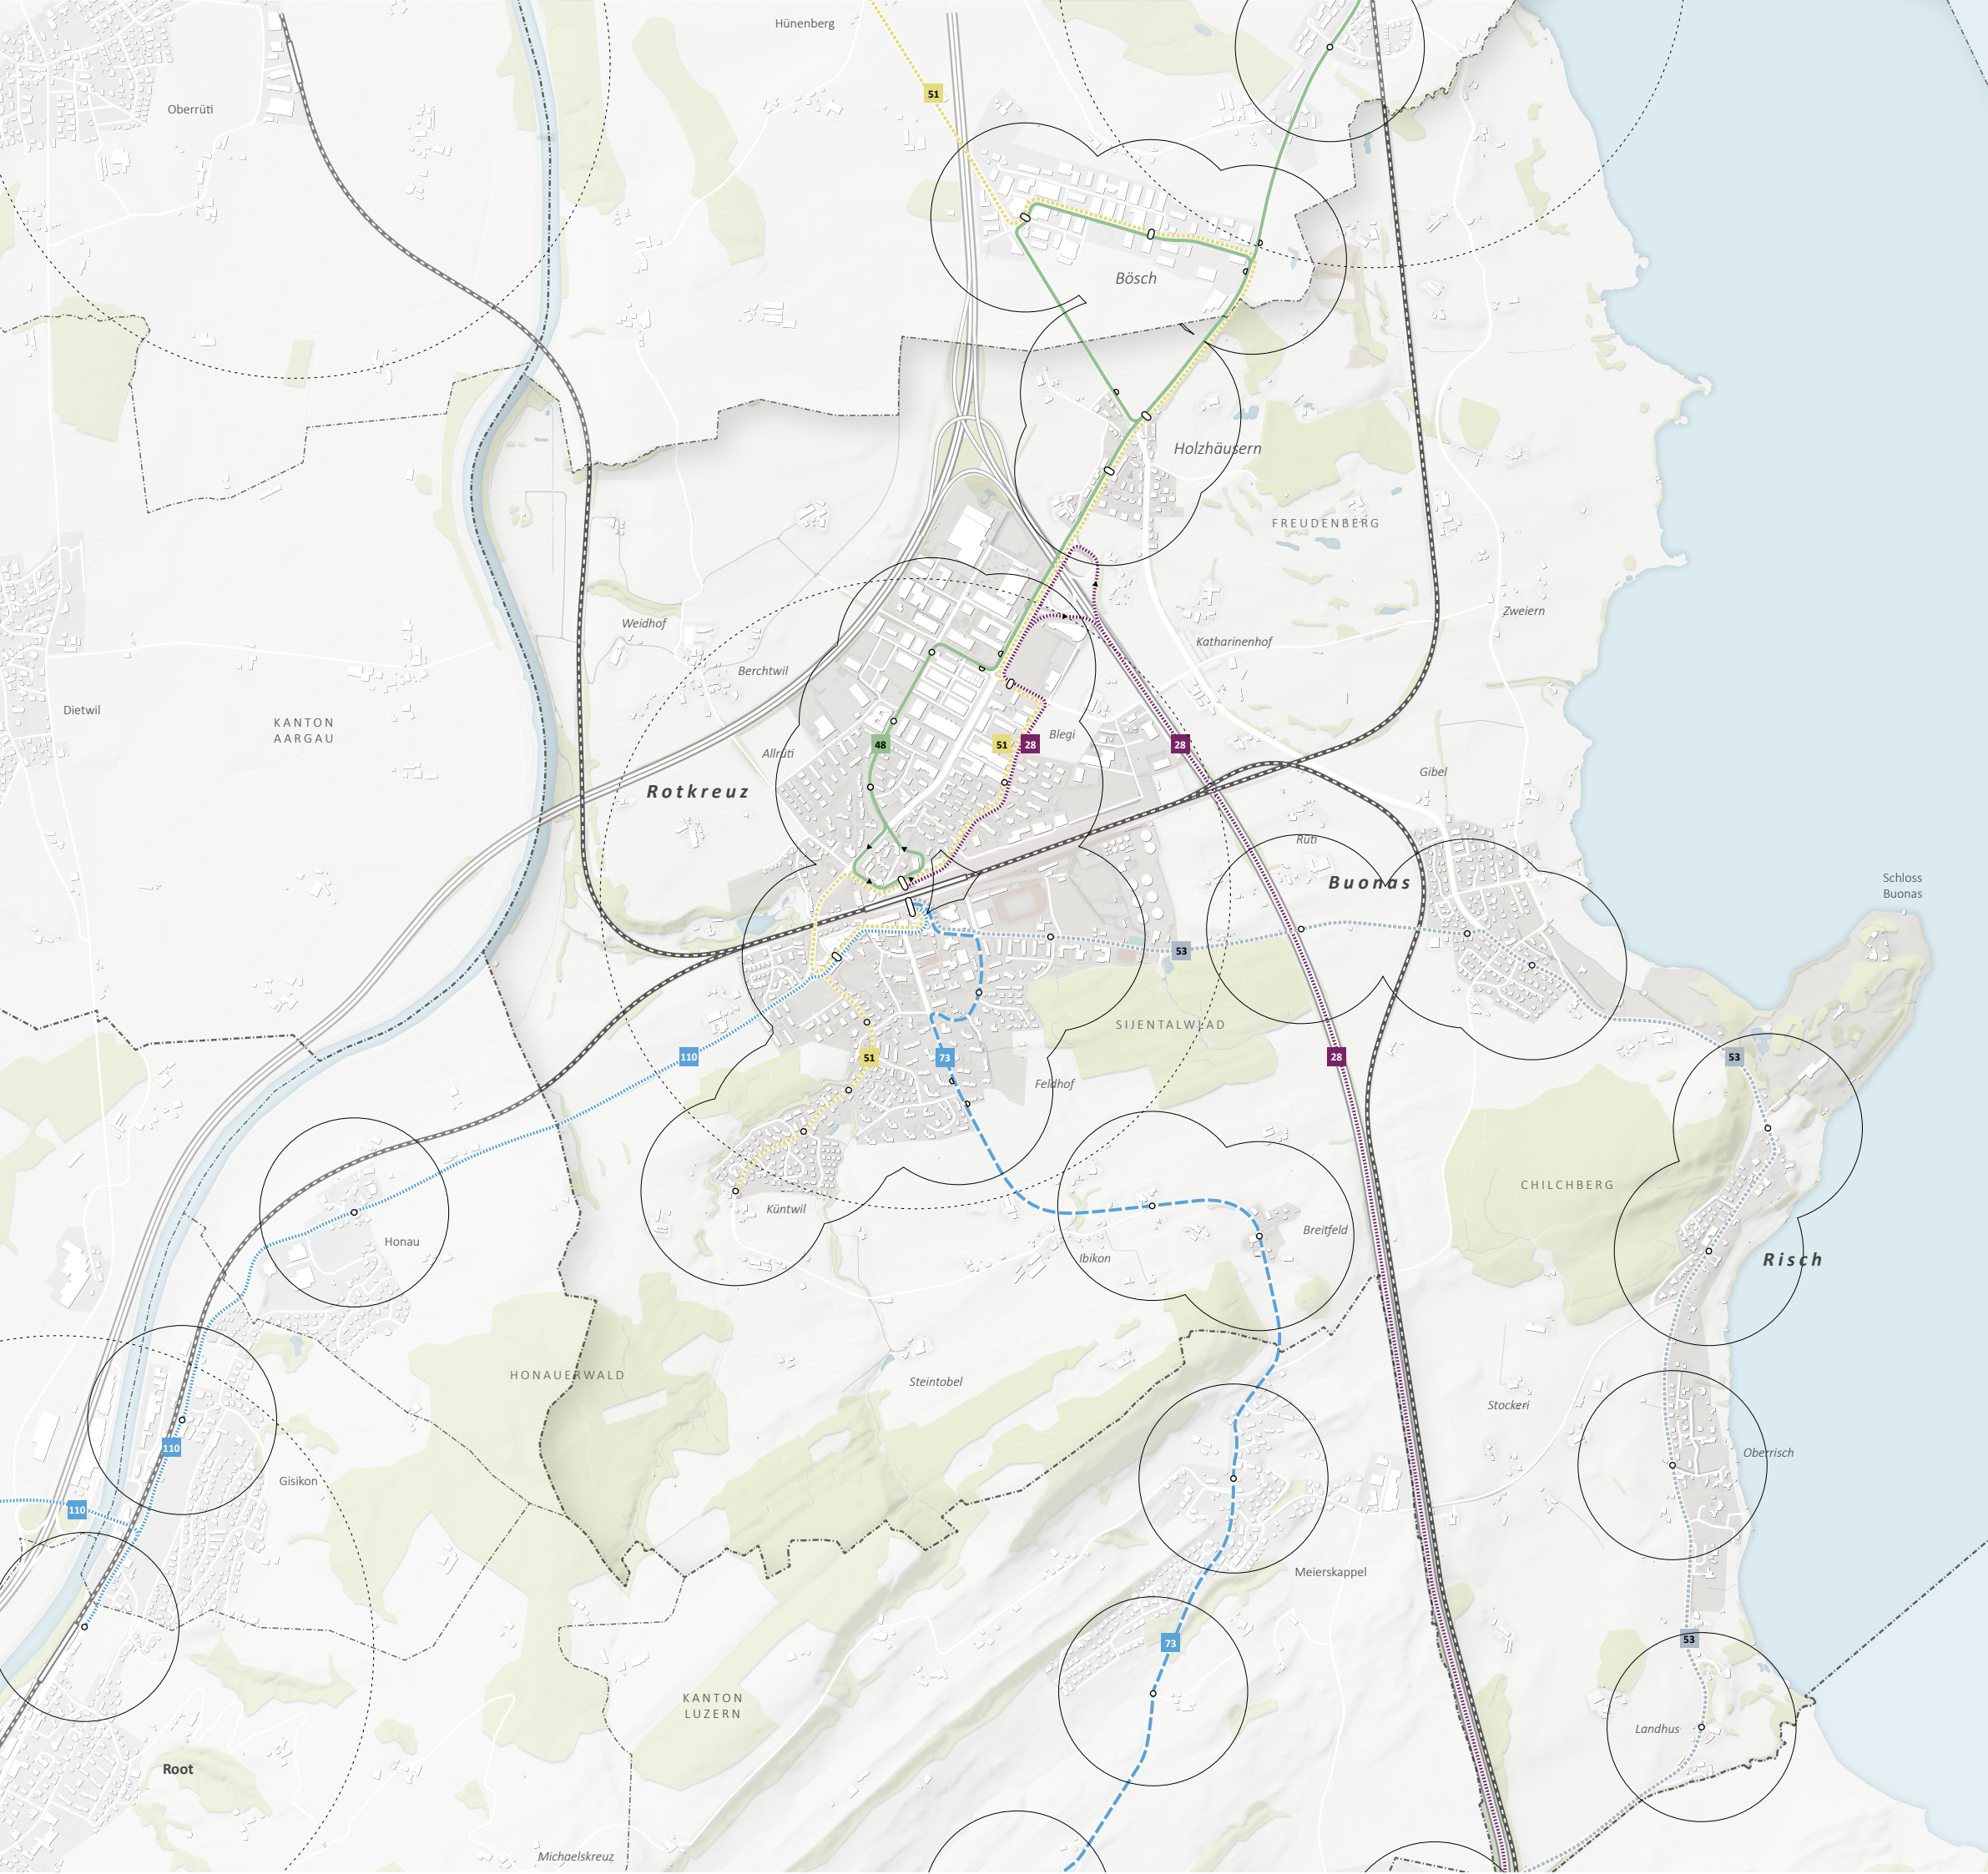 Hünenberg
51
Oberrüti
Bösch
Holzhäusern
FREUDENBERG
Zweiern
Weidhof
Katharinenhof
Berchtwil
Dietwil
KANTON
AARGAU
Blegi
48
51
28
28
Allrüti
Gibel
Rotkreuz
Rüti
Buonas
Schloss
Buonas
53
SIJENTALWLAD
110
51
73
28
53
Feldhof
CHILCHBERG
Küntwil
Breitfeld
Honau
Ibikon
Risch
HONAUERWALD
Steintobel
Stockeri
110
Oberrisch
Gisikon
110
Meierskappel
53
73
KANTON
LUZERN
Landhus
Root
Michaelskreuz